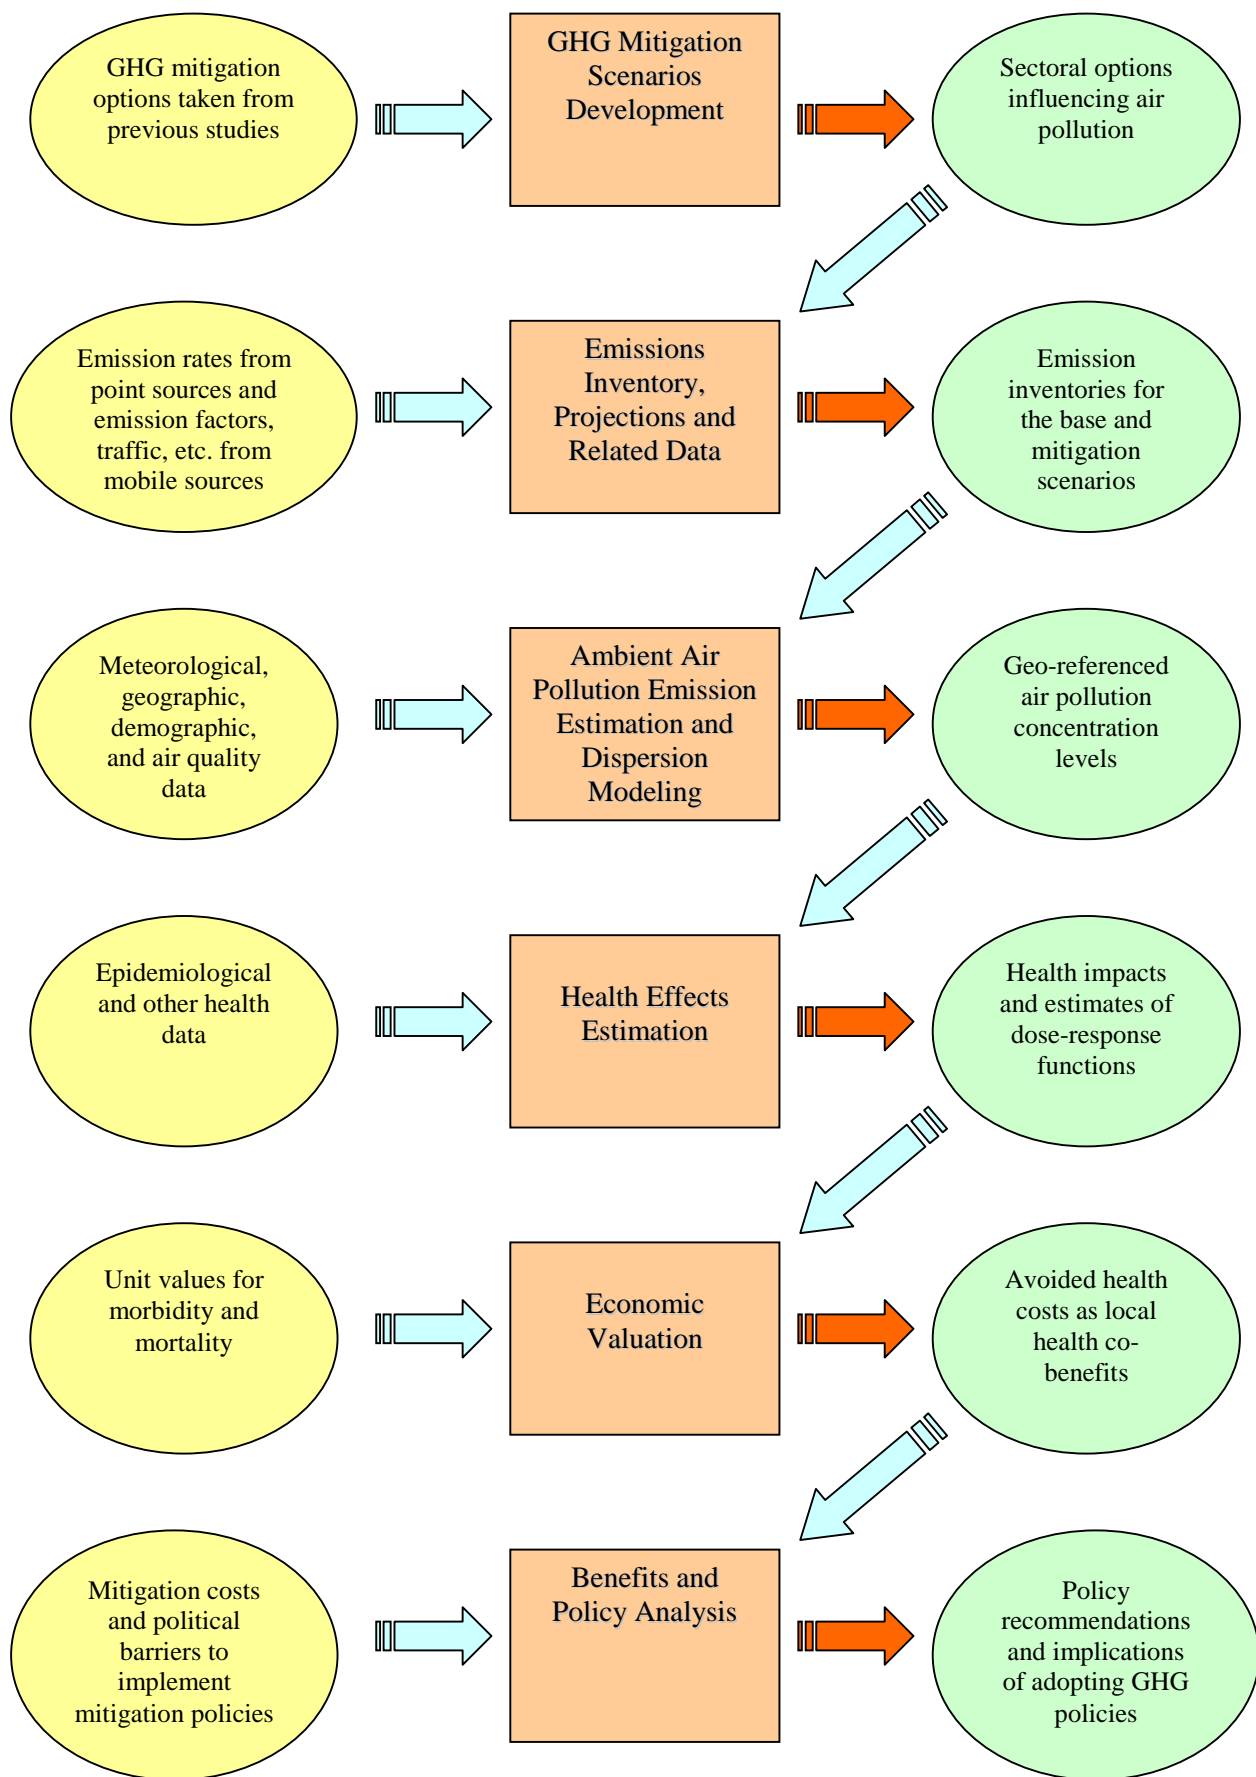 GHG mitigation
options taken from
previous studies
GHG Mitigation
Scenarios
Development
Sectoral options
influencing air
pollution
Emission rates from
point sources and
emission factors,
traffic, etc. from
mobile sources
Emissions
Inventory,
Projections and
Related Data
Emission
inventories for
the base and
mitigation
scenarios
Meteorological,
geographic,
demographic,
and air quality
data
Ambient Air
Pollution Emission
Estimation and
Dispersion
Modeling
Geo-referenced
air pollution
concentration
levels
Epidemiological
and other health
data
Health Effects
Estimation
Health impacts
and estimates of
dose-response
functions
Unit values for
morbidity and
mortality
Economic
Valuation
Avoided health
costs as local
health co-
benefits
Mitigation costs
and political
barriers to
implement
mitigation policies
Benefits and
Policy Analysis
Policy
recommendations
and implications
of adopting GHG
policies